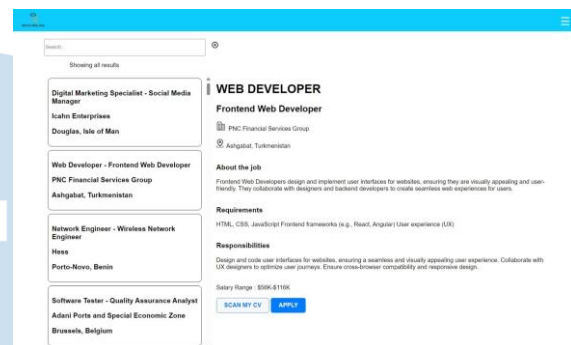 Search
Showing all results
Digital Marketing Specialist - Social Media
Manager
Icahn Enterprises
Douglas, Isle of Man
Web Developer - Frontend Web Developer
PNC Financial Services Group
Ashgabat, Turkmenistan
Network Engineer - Wireless Network
Engineer
Hess
Porto-Novo, Benin
Software Tester - Quality Assurance Analyst
Adani Ports and Special Economic Zone
Brussels, Belgium
WEB DEVELOPER
Frontend Web Developer
PNC Financial Services Group
Ashgabat, Turkmenistan
About the job
Frontend Web Developers design and implement user interfaces for websites, ensuring they are visually appealing and user-
friendly. They collaborate with designers and backend developers to create seamless web experiences for users.
Requirements
HTML, CSS, JavaScript Frontend frameworks (e.g., React, Angular) User experience (UX)
Responsibilities
Design and code user interfaces for websites, ensuring a seamless and visually appealing user experience. Collaborate with
UX designers to optimize user journeys. Ensure cross-browser compatibility and responsive design.
Salary Range : $56K-$116K
SCAN MY CV
APPLY